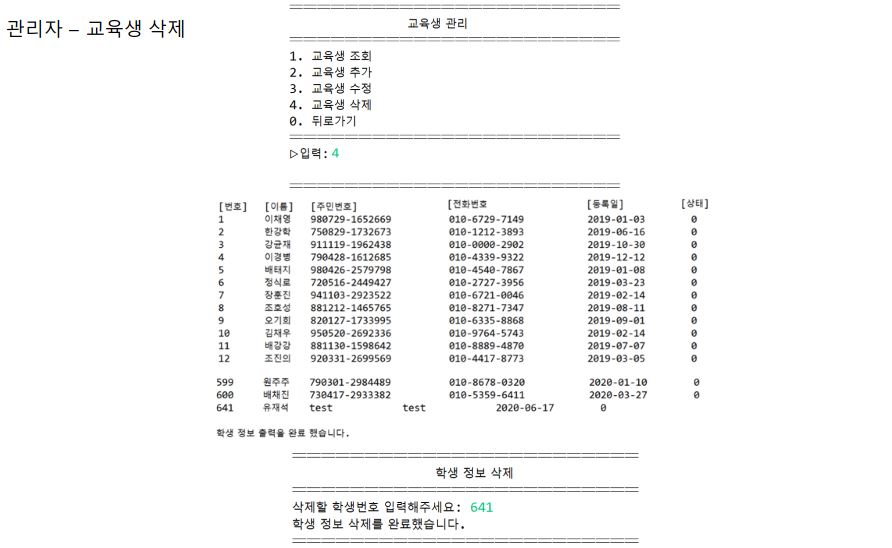 관리자 – 교육생 삭제
교육생 관리
1. 교육생 조회
2. 교육생 추가
3. 교육생 수정
4. 교육생 삭제
0. 뒤로가기
▷입력: 4
[번호] [이름] [주민번호] [전화번호 [등록일] [상태]
1 이채영 980729-1652669 010-6729-7149 2019-01-03 0
2 한강학 750829-1732673 010-1212-3893 2019-06-16 0
3 강균재 911119-1962438 010-0000-2902 2019-10-30 0
4 이경병 790428-1612685 010-4339-9322 2019-12-12 0
5 배태지 980426-2579798 010-4540-7867 2019-01-08 0
6 정식로 720516-2449427 010-2727-3956 2019-03-23 0
7 장훈진 941103-2923522 010-6721-0046 2019-02-14 0
8 조호성 881212-1465765 010-8271-7347 2019-08-11 0
9 오기희 820127-1733995 010-6335-8868 2019-09-01 0
10 김재우 950520-2692336 010-9764-5743 2019-02-14 0
11 배강강 881130-1598642 010-8889-4870 2019-07-07 0
12 조진의 920331-2699569 010-4417-8773 2019-03-05 0
599 원주주 790301-2984489 010-8678-0320 2020-01-10 0
600 배채진 730417-2933382 010-5359-6411 2020-03-27 0
641 유재석 test test 2020-06-17 0
학생 정보 출력을 완료 했습니다.
학생 정보 삭제
삭제할 학생번호 입력해주세요: 641
학생 정보 삭제를 완료했습니다.